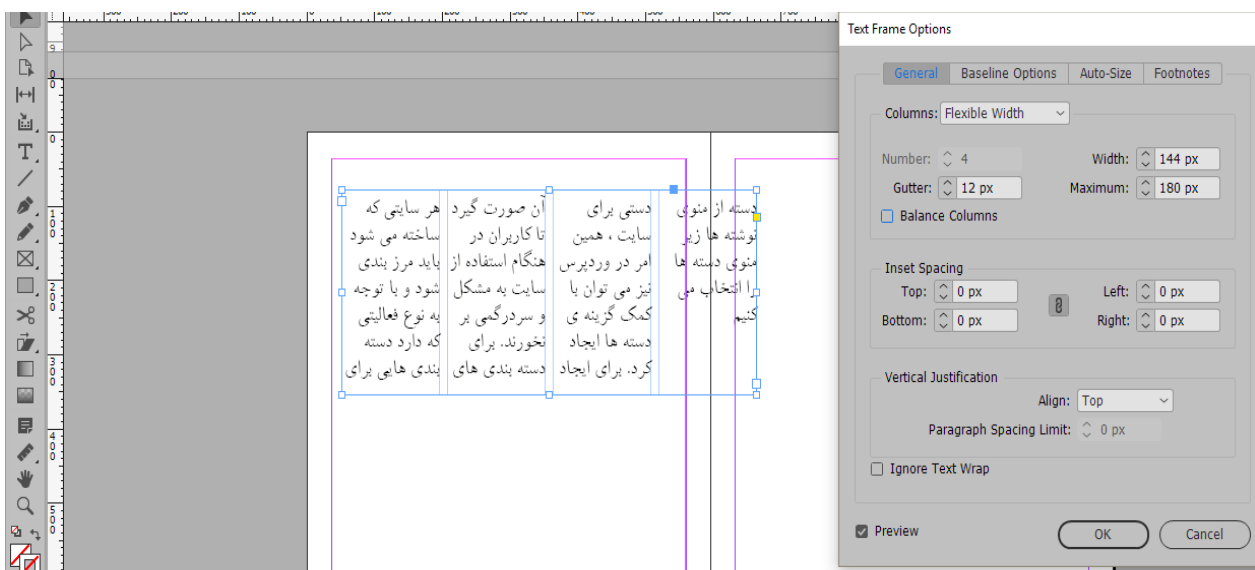 Text Frame Options
General
Baseline Options
Auto-Size
Footnotes
Columns: Flexible Width
Number: 4
Width: 144 px
Gutter: 12 px
Maximum: 180 px
Balance Columns
Inset Spacing
Top: 0 px
Left: 0 px
Bottom: 0 px
Right: 0 px
Vertical Justification
Align: Top
Paragraph Spacing Limit: 0 px
Ignore Text Wrap
Preview
OK
Cancel
هر سایتی که
ساخته می شود
باید مرز بندی
شود و با توجه
به نوع فعالیتی
که دارد دسته
بندی هایی برای
آن صورت گیرد
تا کاربران در
هنگام استفاده از
سایت به مشکل
و سردرگمی بر
نخورند. برای
دسته بندی های
دستی برای
سایت ، همین
امر در وردپرس
نیز می توان با
کمک گزینه ی
دسته ها ایجاد
کرد. برای ایجاد
دسته از منوی
نوشته ها زیر
منوی دسته ها
را انتخاب می
کنیم